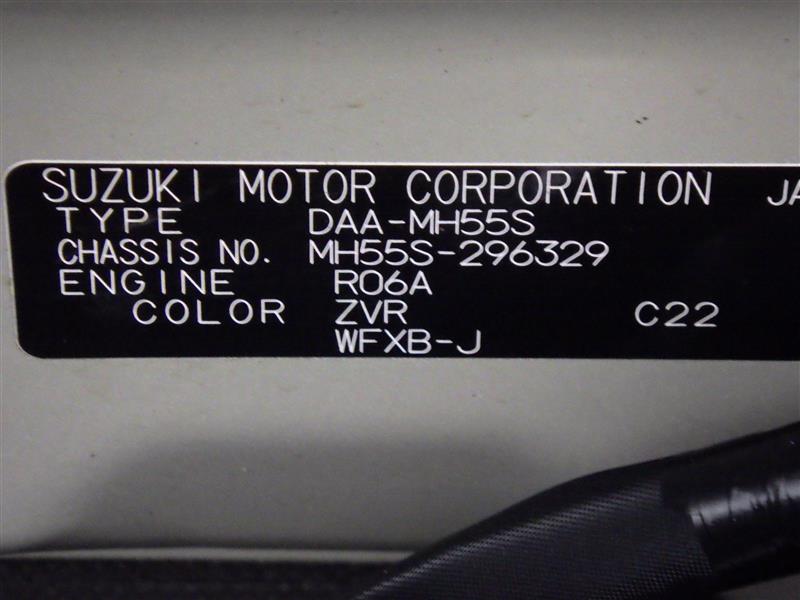 SUZUKI MOTOR CORPORATION
TYPE DAA-MH55S
CHASSIS NO. MH55S-296329
ENGINE R06A
COLOR ZVR C22
WFXB-J